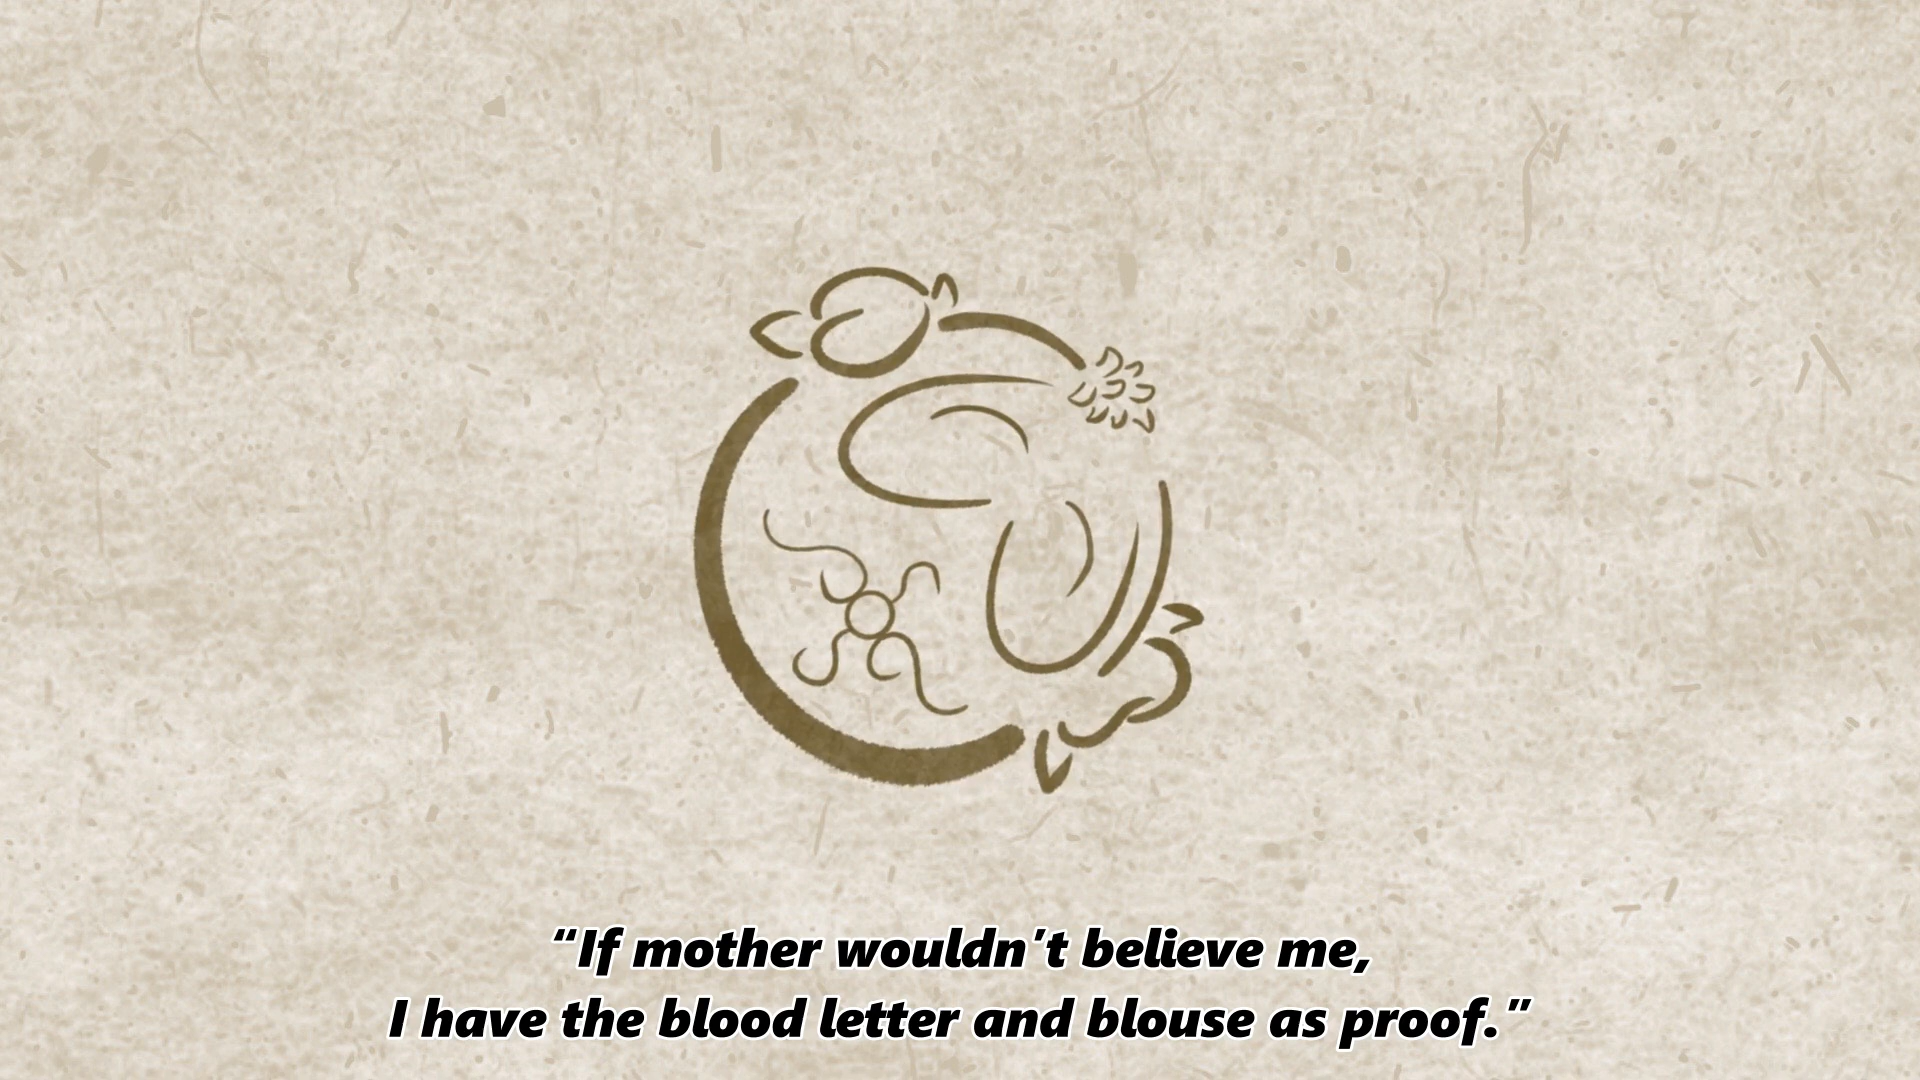 “If mother wouldn't believe me,
I have the blood letter and blouse as proof.”